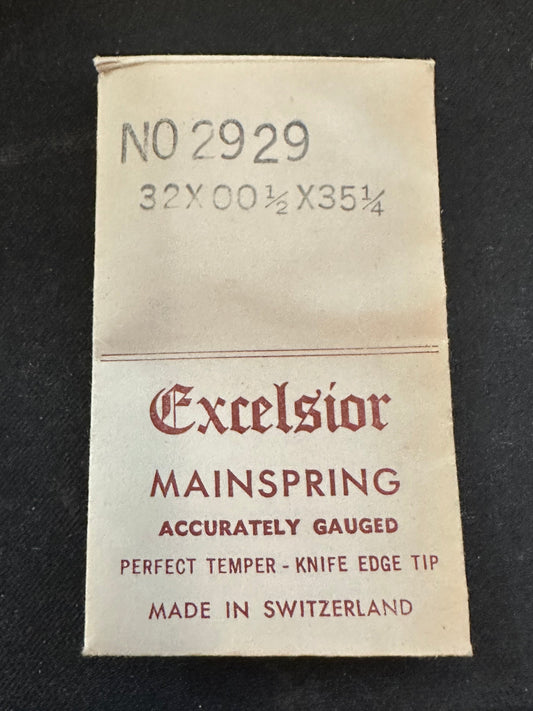 NO 2929
32X00½X35¼
Excelsior
MAINSPRING
ACCURATELY GAUGED
PERFECT TEMPER - KNIFE EDGE TIP
MADE IN SWITZERLAND